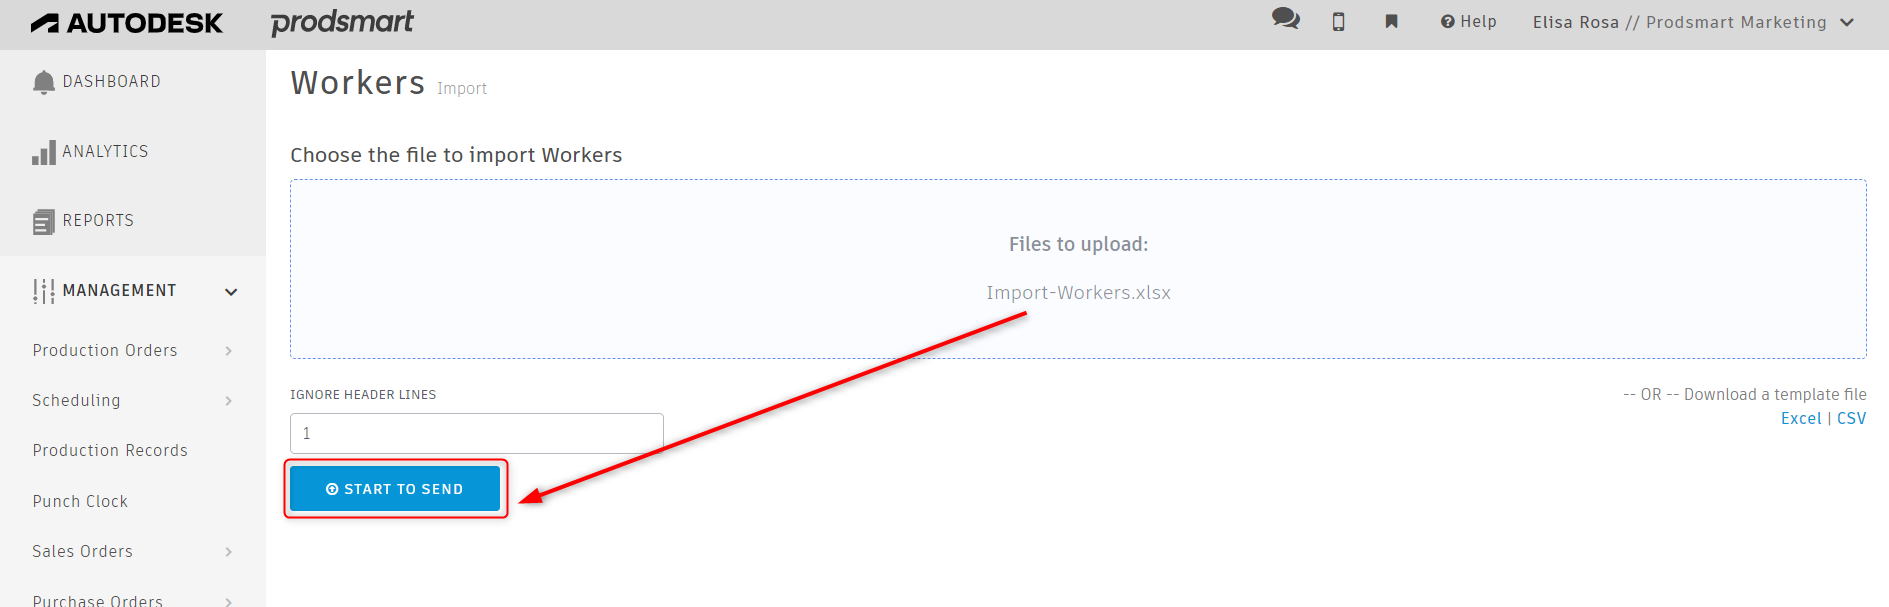 AUTODESK prodsmart Help Elisa Rosa // Prodsmart Marketing
DASHBOARD
ANALYTICS
REPORTS
MANAGEMENT
Production Orders
Scheduling
Production Records
Punch Clock
Sales Orders
Purchase Orders
Workers Import
Choose the file to import Workers
Files to upload:
Import-Workers.xlsx
IGNORE HEADER LINES
1
START TO SEND
-- OR -- Download a template file
Excel | CSV